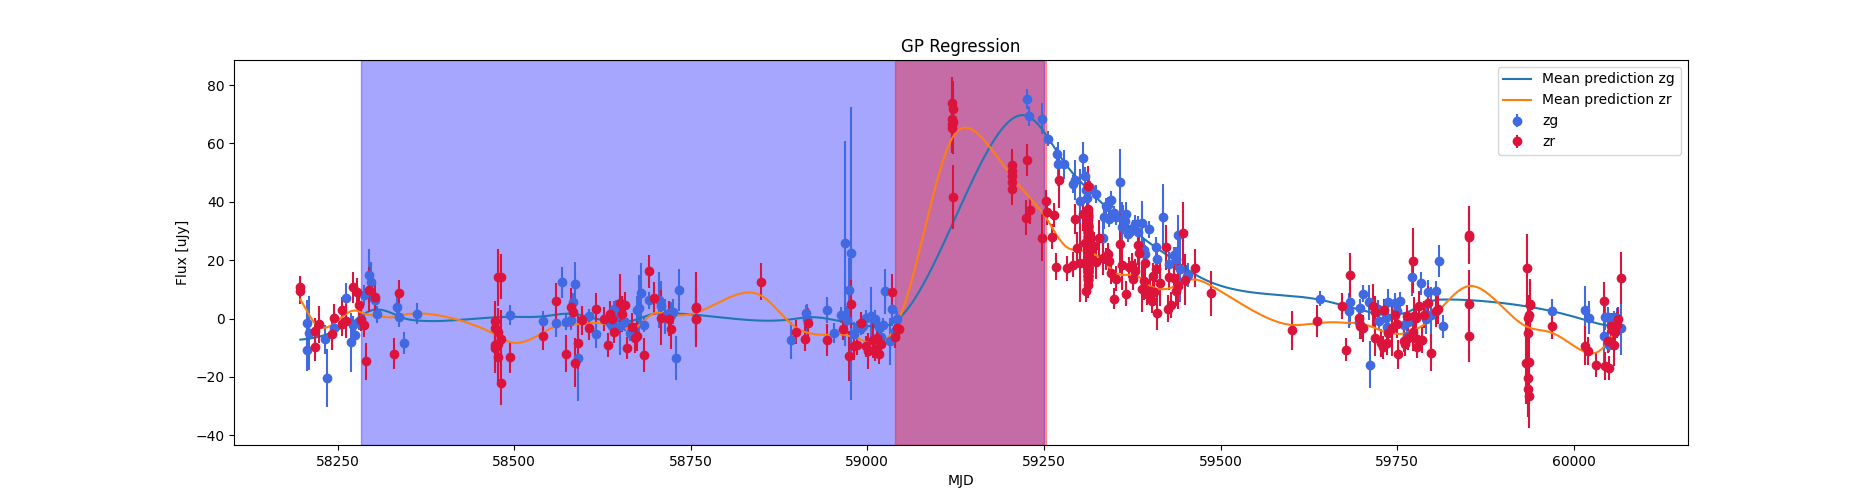 GP Regression
Mean prediction zg
Mean prediction zr
zg
zr
Flux [uJy]
80
60
40
20
0
−20
−40
58250 58500 58750 59000 59250 59500 59750 60000
MJD